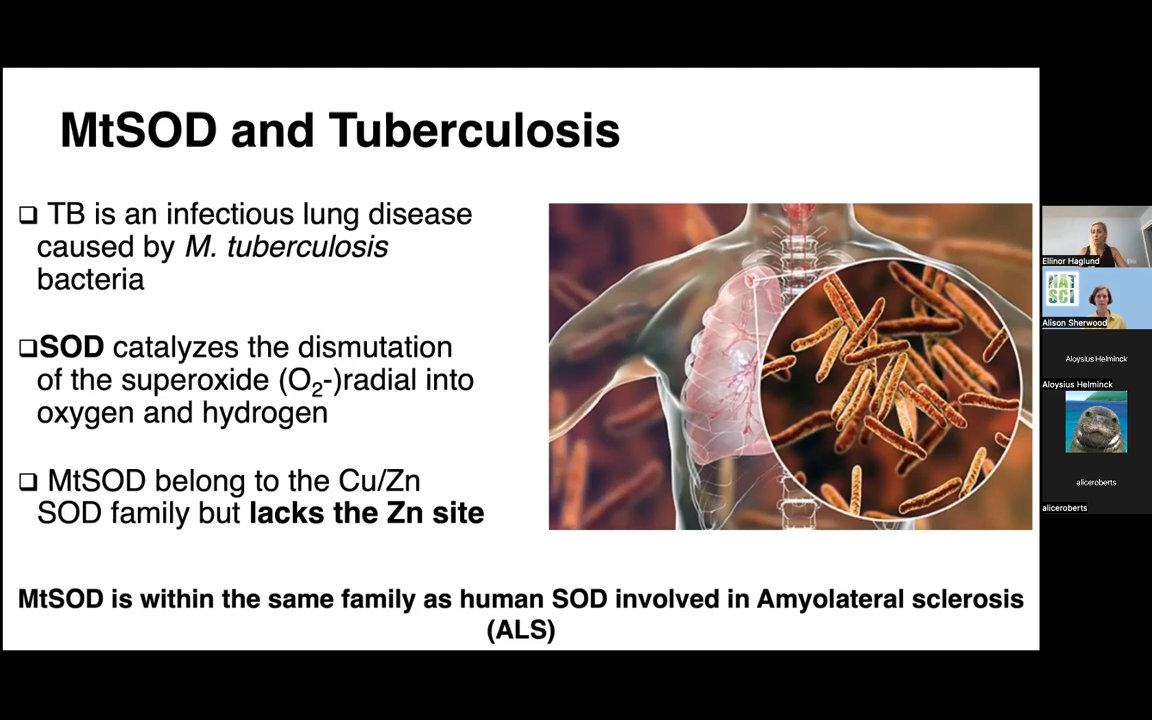 MtSOD and Tuberculosis
❑ TB is an infectious lung disease
caused by M. tuberculosis
bacteria
❑SOD catalyzes the dismutation
of the superoxide (O2-)radial into
oxygen and hydrogen
❑ MtSOD belong to the Cu/Zn
SOD family but lacks the Zn site
MtSOD is within the same family as human SOD involved in Amyolateral sclerosis
(ALS)
Ellinor Haglund
NAT
SCI
Alison Sherwood
Aloysius Helminck
Aloysius Helminck
aliceroberts
aliceroberts